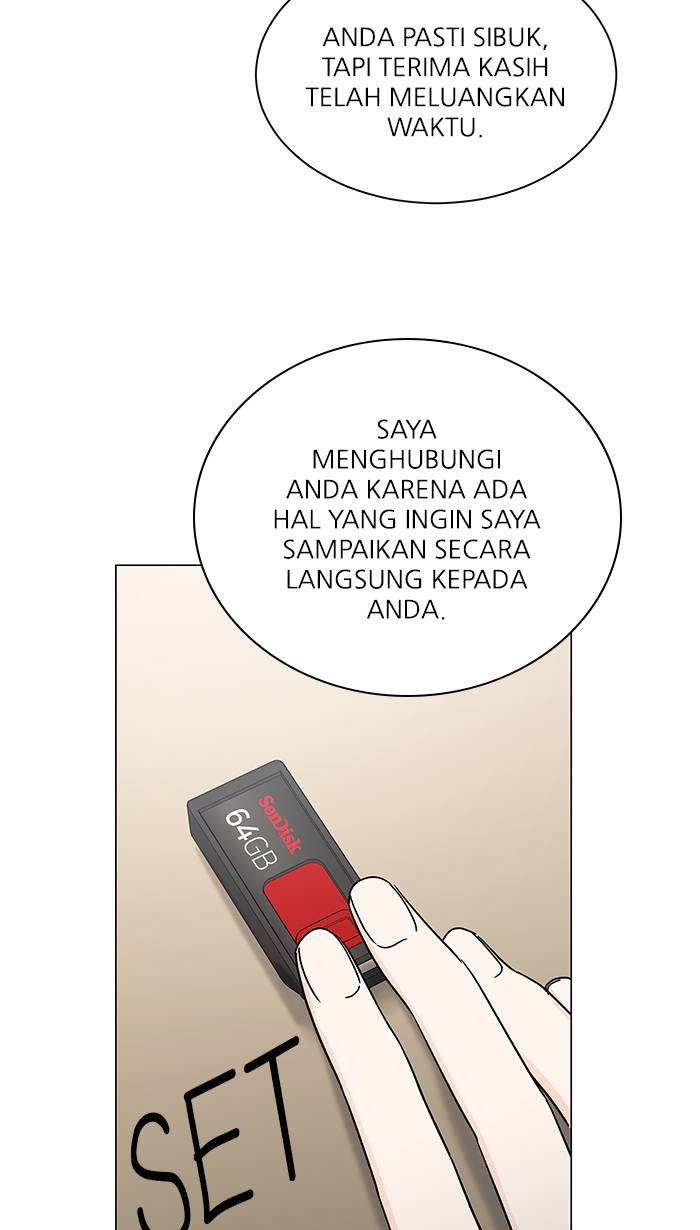 ANDA PASTI SIBUK,
TAPI TERIMA KASIH
TELAH MELUANGKAN
WAKTU.
SAYA
MENGHUBUNGI
ANDA KARENA ADA
HAL YANG INGIN SAYA
SAMPAIKAN SECARA
LANGSUNG KEPADA
ANDA.
SenDisk
64GB
SET